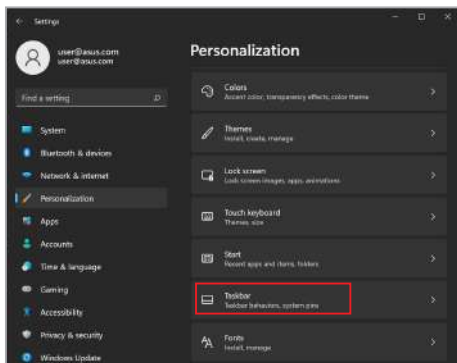 Settings
user@asus.com
user@asus.com
Find a setting
System
Bluetooth & devices
Network & internet
Personalization
Apps
Accounts
Time & language
Gaming
Accessibility
Privacy & security
Windows Update
Personalization
Colors
Accent color, transparency effects, color theme
Themes
Install, create, manage
Lock screen
Lock screen images, apps, animations
Touch keyboard
Themes, size
Start
Recent apps and items, folders
Taskbar
Taskbar behaviors, system pins
Fonts
Install, manage